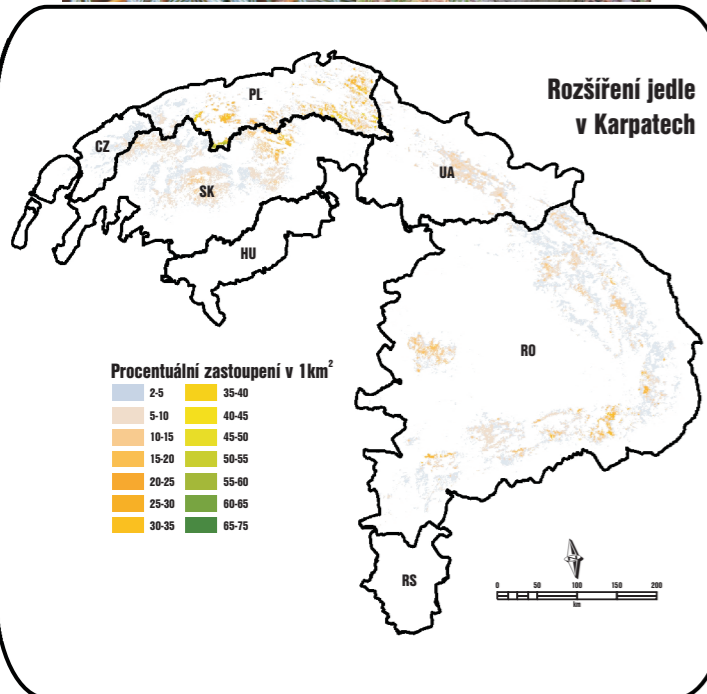 Rozšíření jedle
v Karpatech
PL
CZ
UA
SK
HU
RO
Procentuální zastoupení v 1km²
2-5 35-40
5-10 40-45
10-15 45-50
15-20 50-55
20-25 55-60
25-30 60-65
30-35 65-75
RS
0 50 100 150 200
km